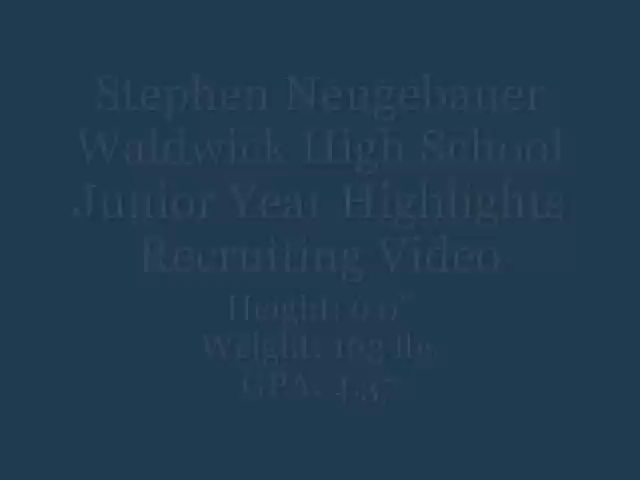 Stephen Neugebauer
Waldwick High School
Junior Year Highlights
Recruiting Video
Height:
Weight: lbs
GPA: